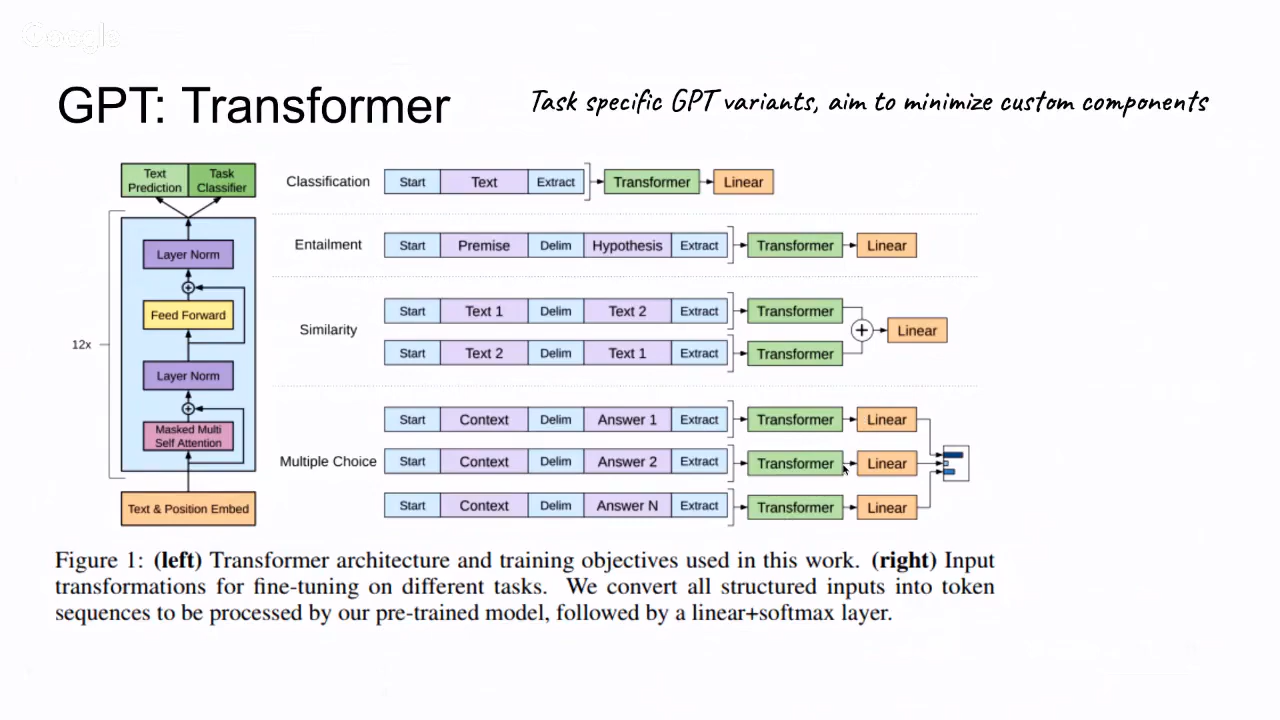 Google
GPT: Transformer
Task specific GPT variants, aim to minimize custom components
Text Prediction
Task Classifier
Layer Norm
Feed Forward
12x
Layer Norm
Masked Multi Self Attention
Text & Position Embed
Classification Start Text Extract Transformer Linear
Entailment Start Premise Delim Hypothesis Extract Transformer Linear
Similarity
Start Text 1 Delim Text 2 Extract Transformer
+ Linear
Start Text 2 Delim Text 1 Extract Transformer
Multiple Choice
Start Context Delim Answer 1 Extract Transformer Linear
Start Context Delim Answer 2 Extract Transformer Linear
Start Context Delim Answer N Extract Transformer Linear
Figure 1: (left) Transformer architecture and training objectives used in this work. (right) Input
transformations for fine-tuning on different tasks. We convert all structured inputs into token
sequences to be processed by our pre-trained model, followed by a linear+softmax layer.